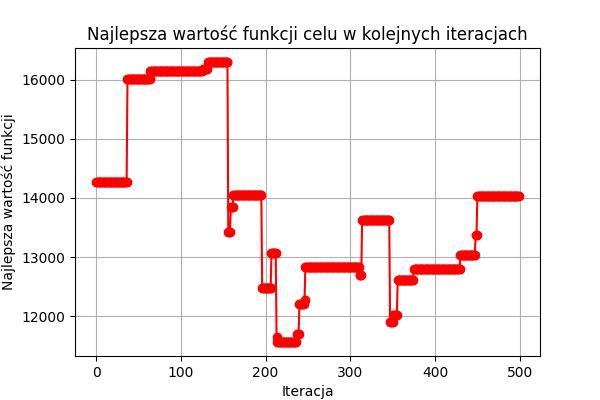 Najlepsza wartość funkcji celu w kolejnych iteracjach
Najlepsza wartość funkcji
16000
15000
14000
13000
12000
0 100 200 300 400 500
Iteracja